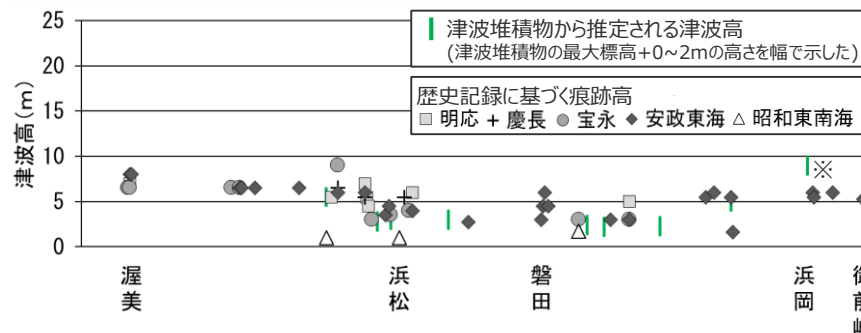 25
20
15
10
5
0
津波高(m)
津波堆積物から推定される津波高
(津波堆積物の最大標高+0~2mの高さを幅で示した)
歴史記録に基づく痕跡高
明応 慶長 宝永 安政東海 昭和東南海
※
渥美
浜松
磐田
浜岡
御前崎